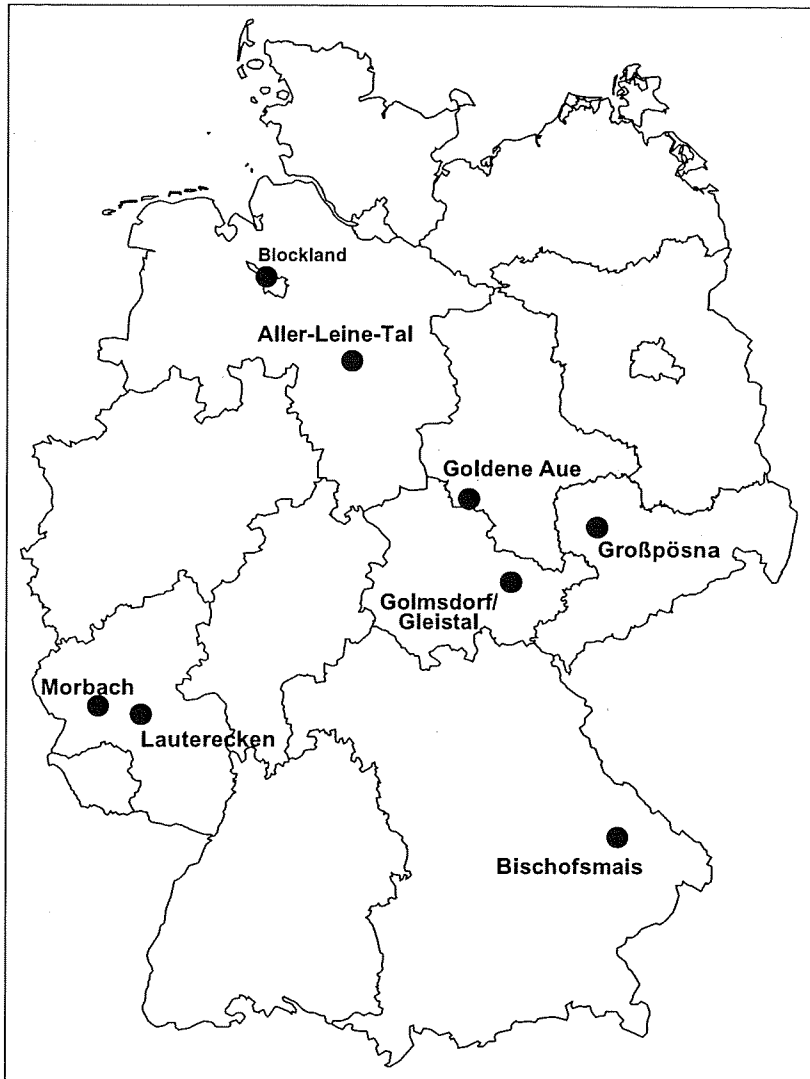 Blockland
Aller-Leine-Tal
Goldene Aue
Großpösna
Golmsdorf/
Gleistal
Morbach
Lauterecken
Bischofsmais